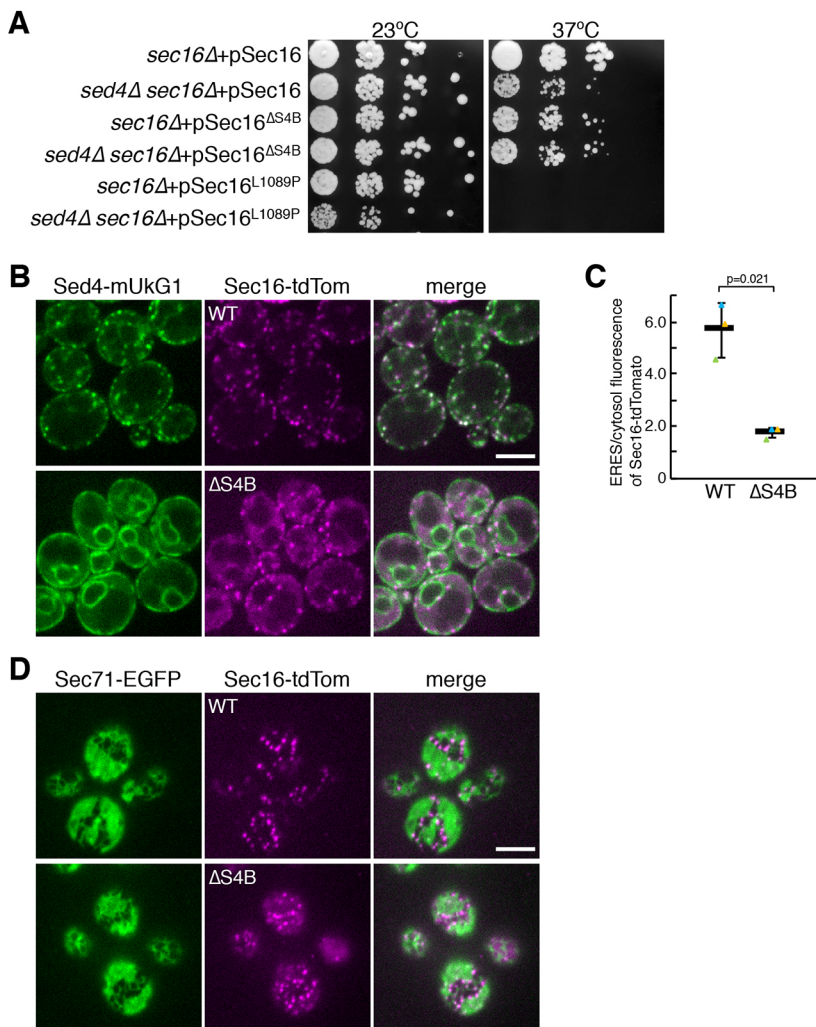 A
23ºC 37ºC
sec16Δ+pSec16
sed4Δ sec16Δ+pSec16
sec16Δ+pSec16ΔS4B
sed4Δ sec16Δ+pSec16ΔS4B
sec16Δ+pSec16L1089P
sed4Δ sec16Δ+pSec16L1089P
B
Sed4-mUkG1 Sec16-tdTom merge
WT
ΔS4B
C
p=0.021
ERES/cytosol fluorescence
of Sec16-tdTomato
6.0
4.0
2.0
0
WT ΔS4B
D
Sec71-EGFP Sec16-tdTom merge
WT
ΔS4B